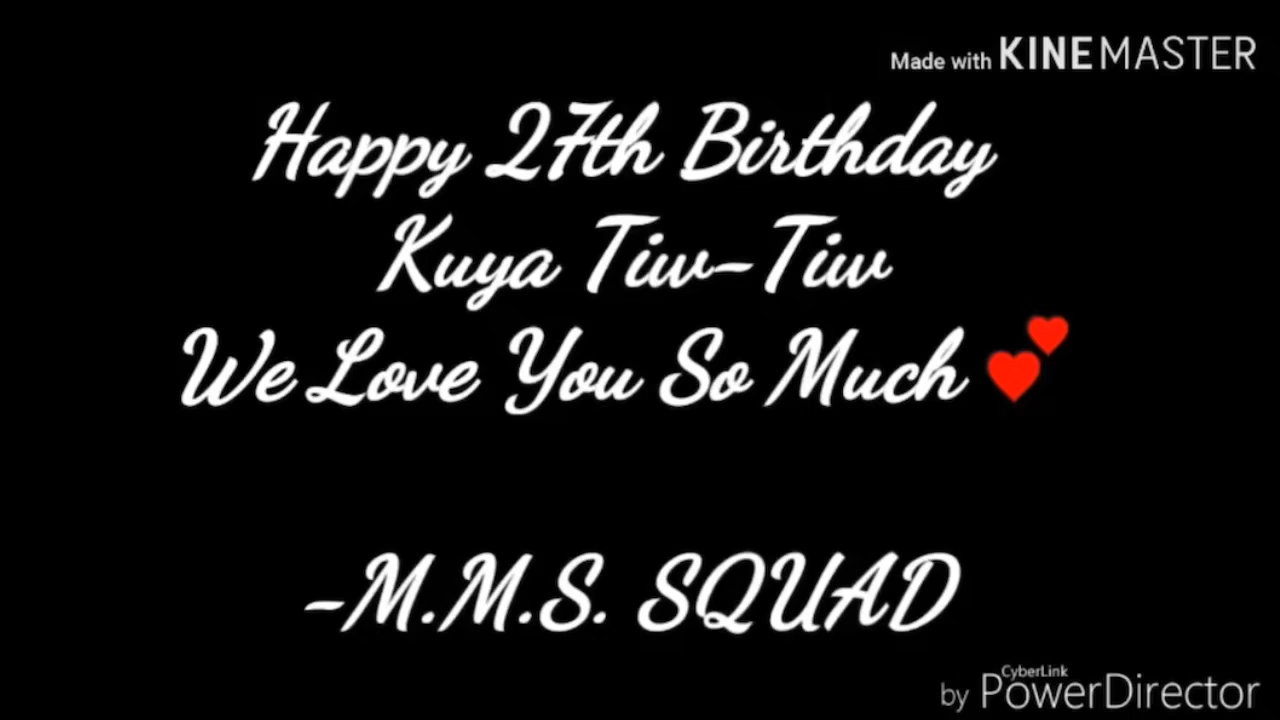 Made with KINEMASTER
Happy 27th Birthday
Kuya Tiw-Tiw
We Love You So Much 💕
-M.M.S. SQUAD
CyberLink
by PowerDirector